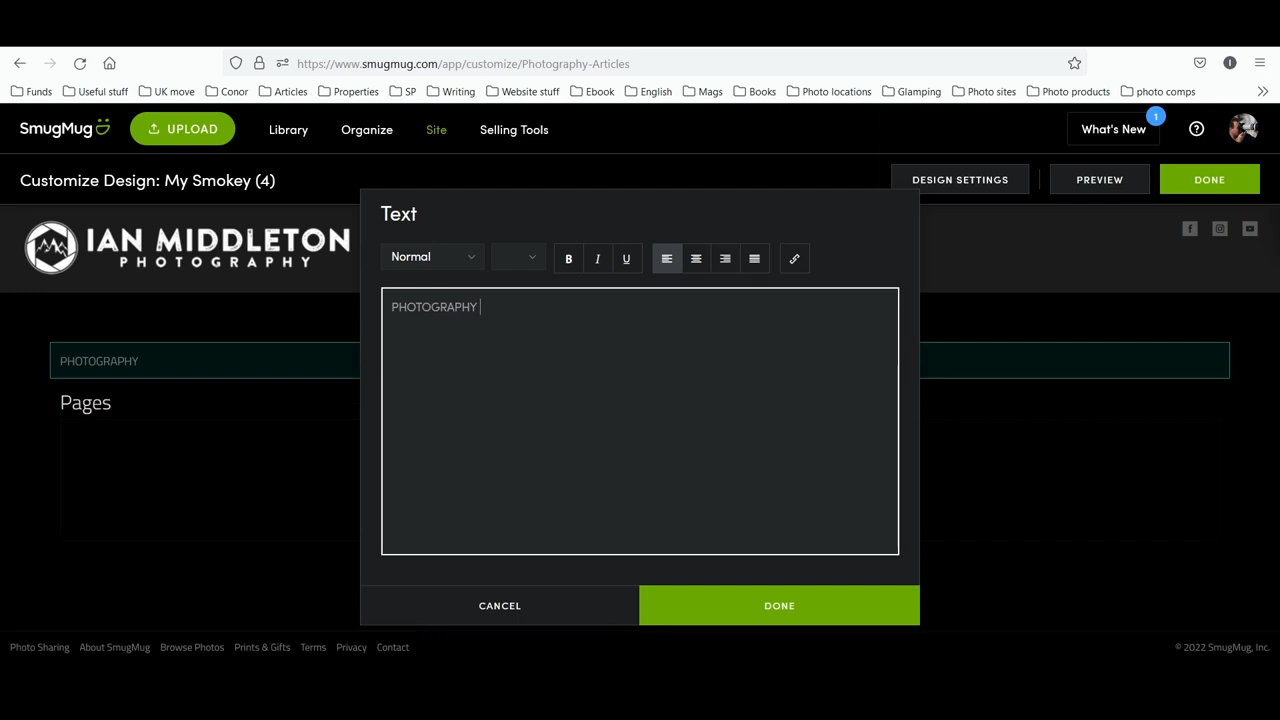 https://www.smugmug.com/app/customize/Photography-Articles
Funds Useful stuff UK move Conor Articles Properties SP Writing Website stuff Ebook English Mags Books Photo locations Glamping Photo sites Photo products photo comps
SmugMug UPLOAD Library Organize Site Selling Tools What's New 1
Customize Design: My Smokey (4) DESIGN SETTINGS PREVIEW DONE
IAN MIDDLETON
PHOTOGRAPHY
Text
Normal B I U
PHOTOGRAPHY
PHOTOGRAPHY
Pages
CANCEL DONE
Photo Sharing About SmugMug Browse Photos Prints & Gifts Terms Privacy Contact © 2022 SmugMug, Inc.